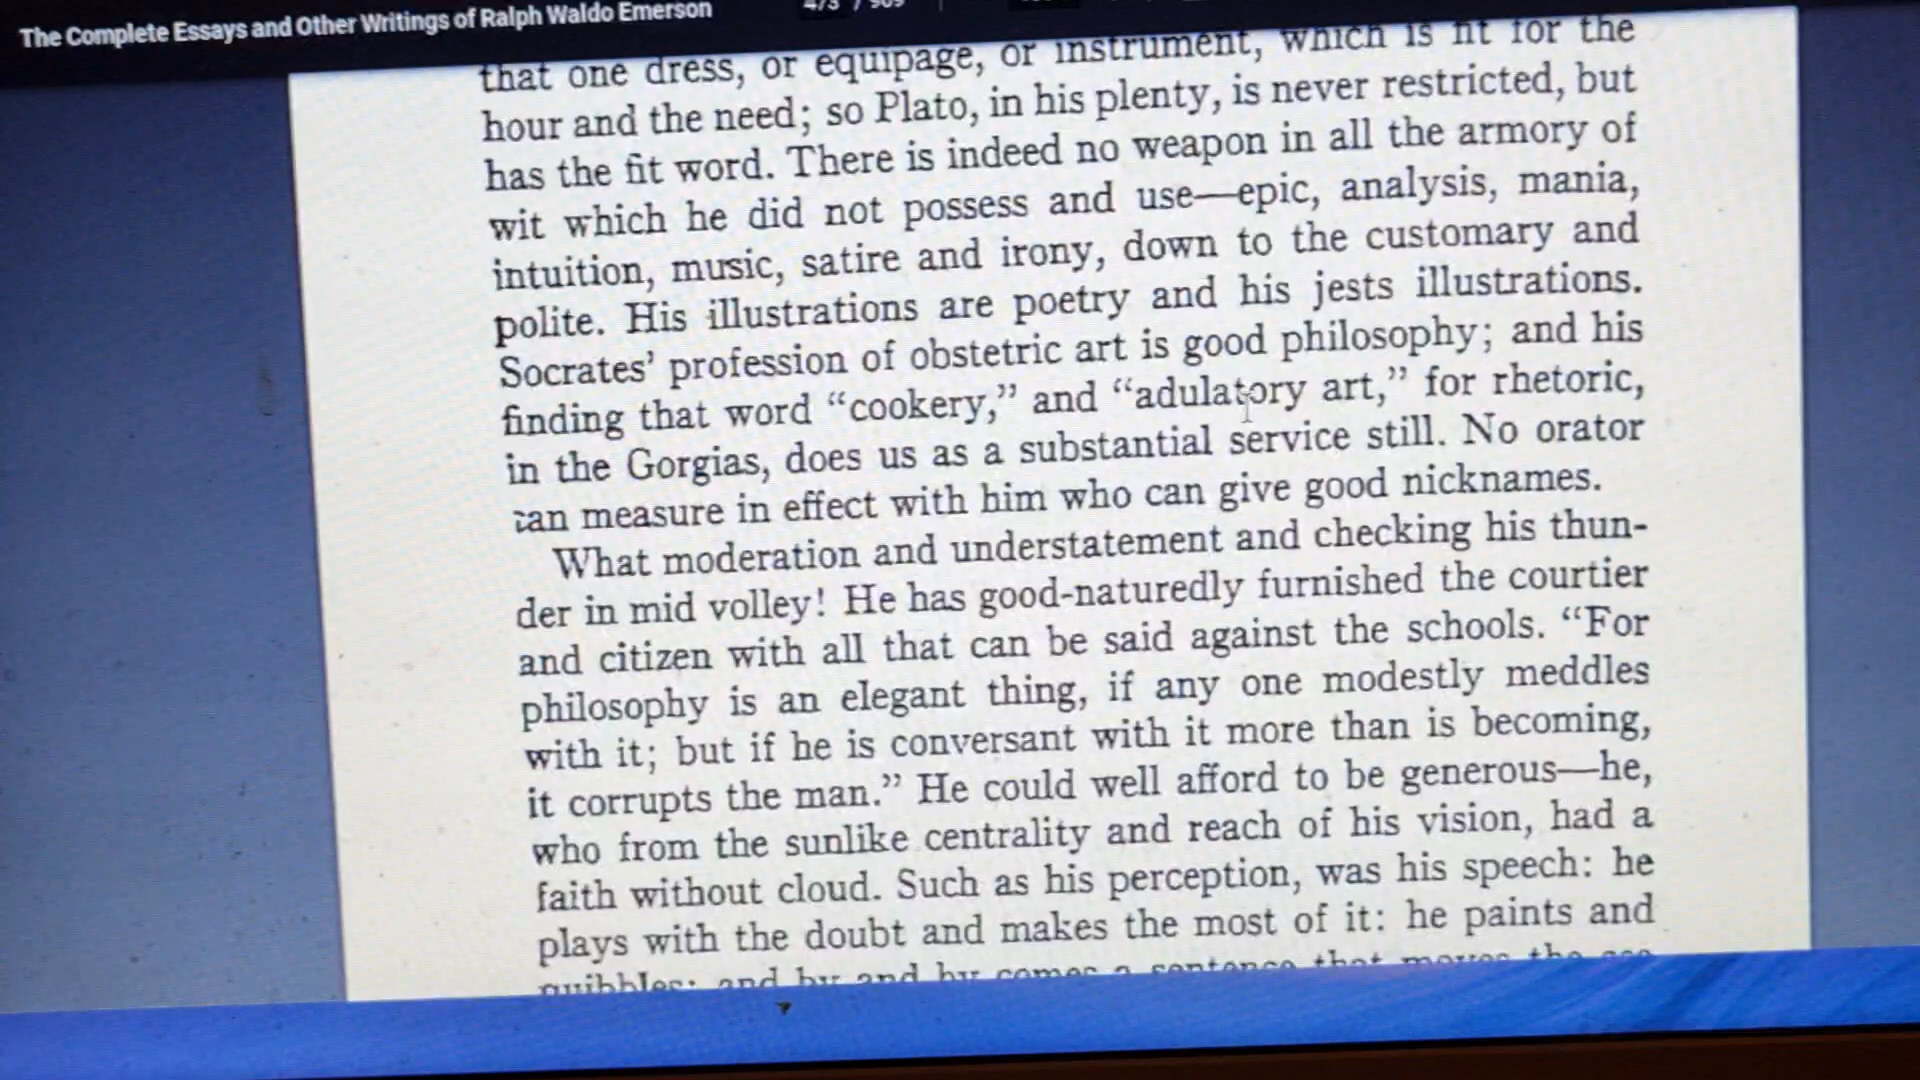 The Complete Essays and Other Writings of Ralph Waldo Emerson
that one dress, or equipage, or instrument, which is fit for the
hour and the need; so Plato, in his plenty, is never restricted, but
has the fit word. There is indeed no weapon in all the armory of
wit which he did not possess and use—epic, analysis, mania,
intuition, music, satire and irony, down to the customary and
polite. His illustrations are poetry and his jests illustrations.
Socrates’ profession of obstetric art is good philosophy; and his
finding that word “cookery,” and “adulatory art,” for rhetoric,
in the Gorgias, does us as a substantial service still. No orator
can measure in effect with him who can give good nicknames.
What moderation and understatement and checking his thun-
der in mid volley! He has good-naturedly furnished the courtier
and citizen with all that can be said against the schools. “For
philosophy is an elegant thing, if any one modestly meddles
with it; but if he is conversant with it more than is becoming,
it corrupts the man.” He could well afford to be generous—he,
who from the sunlike centrality and reach of his vision, had a
faith without cloud. Such as his perception, was his speech: he
plays with the doubt and makes the most of it: he paints and
quibbles; and by and by comes a sentence that moves the sea